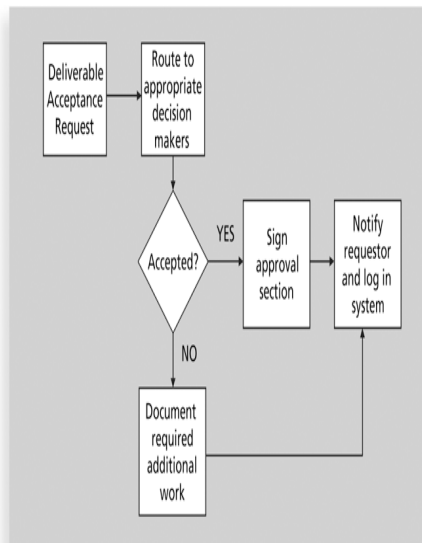 Deliverable
Acceptance
Request
Route to
appropriate
decision
makers
Accepted?
YES
Sign
approval
section
Notify
requestor
and log in
system
NO
Document
required
additional
work